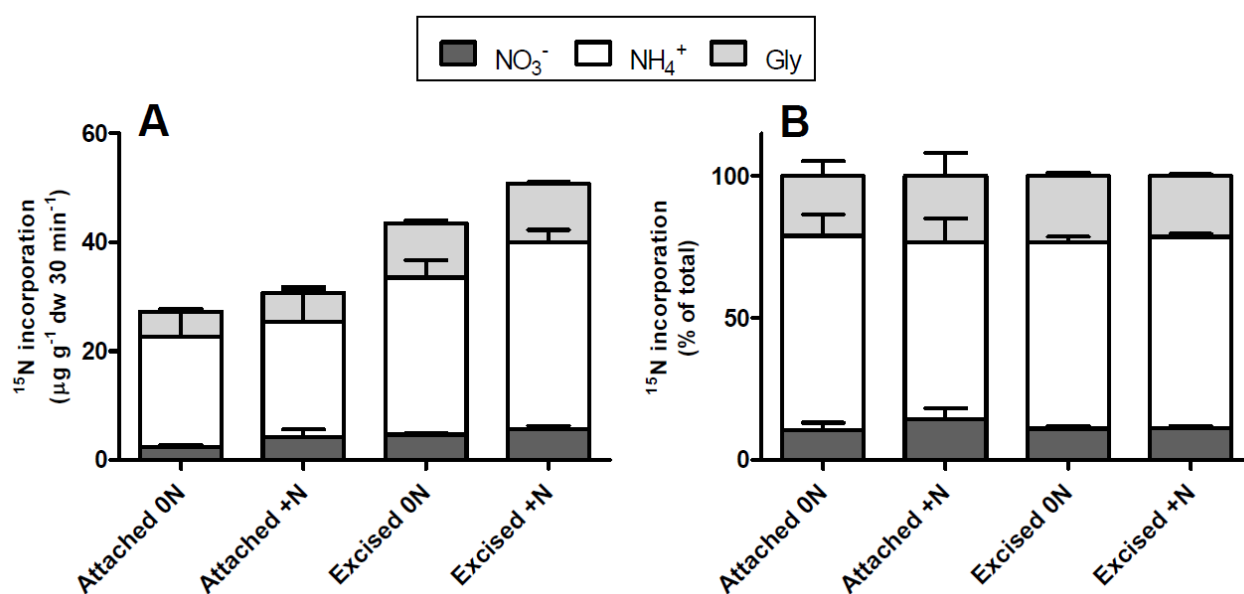 NO₃⁻ NH₄⁺ Gly
A
¹⁵N incorporation
(µg g⁻¹ dw 30 min⁻¹)
60
40
20
0
Attached 0N
Attached +N
Excised 0N
Excised +N
B
¹⁵N incorporation
(% of total)
100
50
0
Attached 0N
Attached +N
Excised 0N
Excised +N